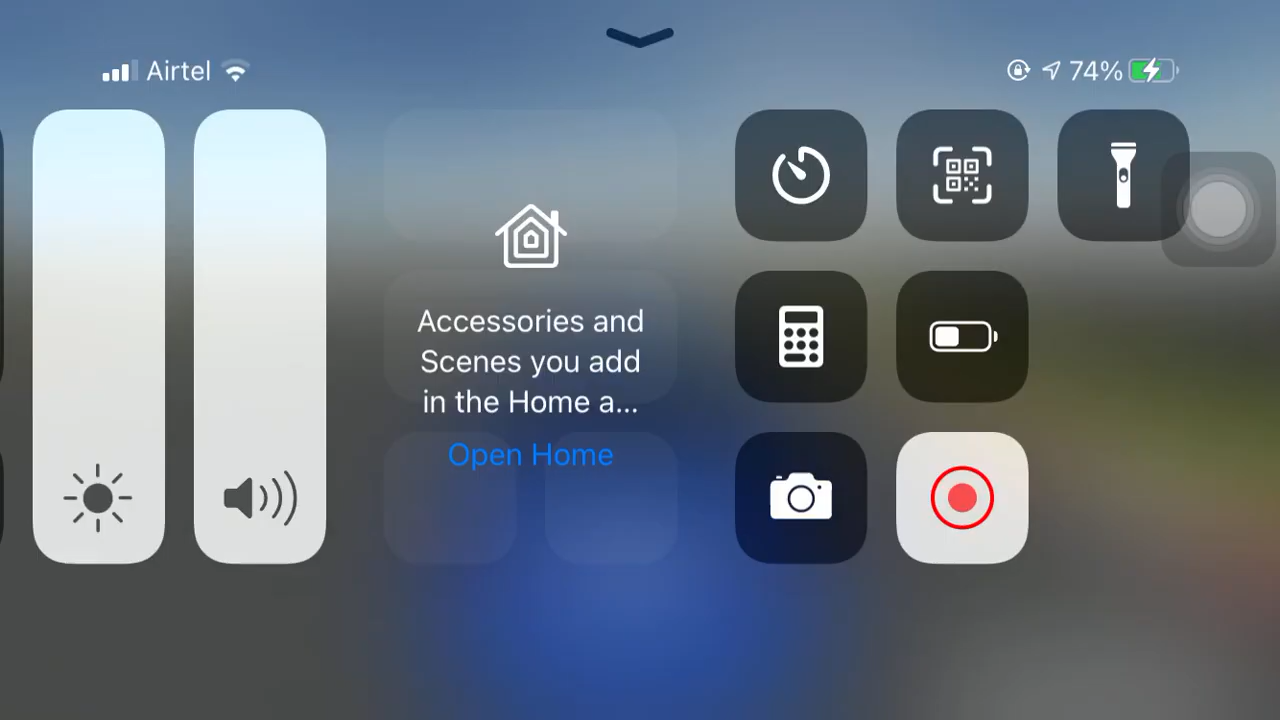 Airtel
74%
Accessories and
Scenes you add
in the Home a...
Open Home